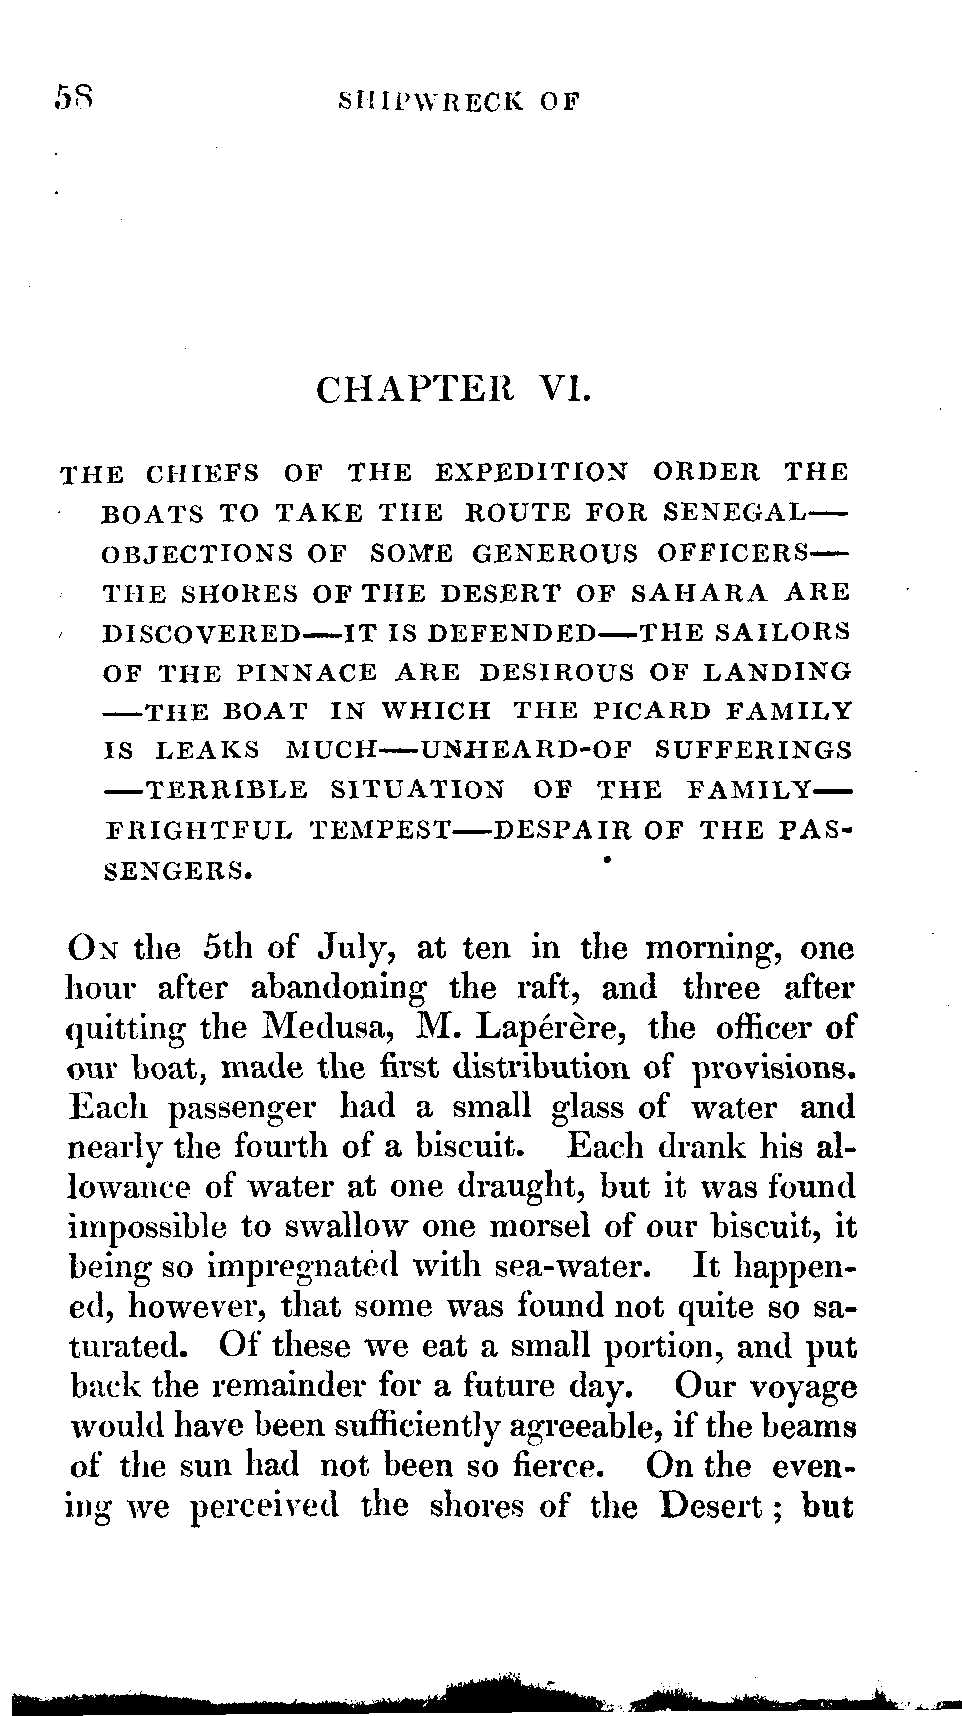 58 SHIPWRECK OF
CHAPTER VI.
THE CHIEFS OF THE EXPEDITION ORDER THE
BOATS TO TAKE THE ROUTE FOR SENEGAL—
OBJECTIONS OF SOME GENEROUS OFFICERS—
THE SHORES OF THE DESERT OF SAHARA ARE
DISCOVERED—IT IS DEFENDED—THE SAILORS
OF THE PINNACE ARE DESIROUS OF LANDING
—THE BOAT IN WHICH THE PICARD FAMILY
IS LEAKS MUCH—UNHEARD-OF SUFFERINGS
—TERRIBLE SITUATION OF THE FAMILY—
FRIGHTFUL TEMPEST—DESPAIR OF THE PAS-
SENGERS.
ON the 5th of July, at ten in the morning, one
hour after abandoning the raft, and three after
quitting the Medusa, M. Lapérère, the officer of
our boat, made the first distribution of provisions.
Each passenger had a small glass of water and
nearly the fourth of a biscuit. Each drank his al-
lowance of water at one draught, but it was found
impossible to swallow one morsel of our biscuit, it
being so impregnated with sea-water. It happen-
ed, however, that some was found not quite so sa-
turated. Of these we eat a small portion, and put
back the remainder for a future day. Our voyage
would have been sufficiently agreeable, if the beams
of the sun had not been so fierce. On the even-
ing we perceived the shores of the Desert ; but